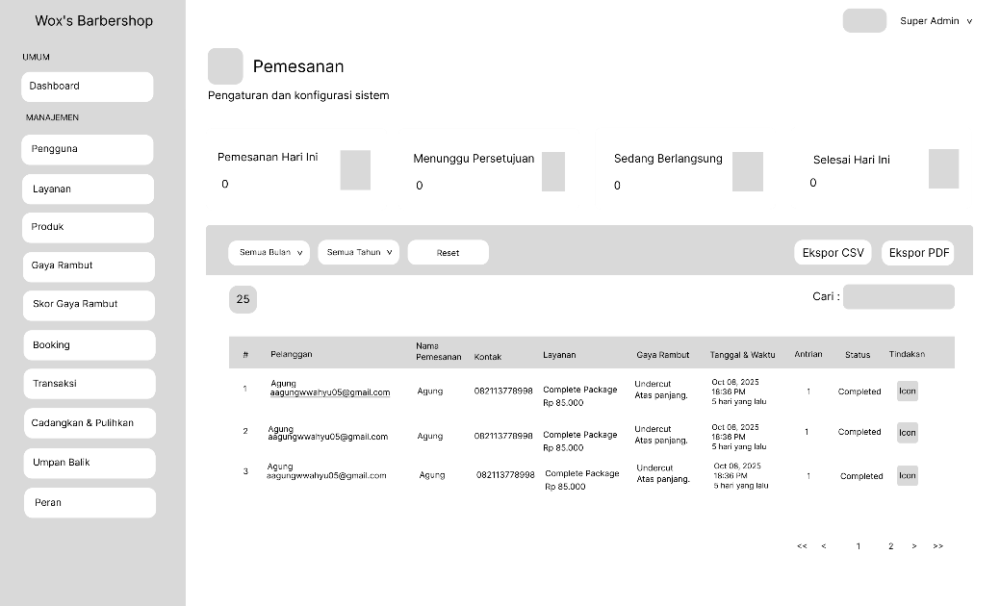 Wox's Barbershop
Super Admin v
UMUM
Dashboard
MANAJEMEN
Pengguna
Layanan
Produk
Gaya Rambut
Skor Gaya Rambut
Booking
Transaksi
Cadangkan & Pulihkan
Umpan Balik
Peran
Pemesanan
Pengaturan dan konfigurasi sistem
Pemesanan Hari Ini
0
Menunggu Persetujuan
0
Sedang Berlangsung
0
Selesai Hari Ini
0
Semua Bulan v
Semua Tahun v
Reset
Ekspor CSV
Ekspor PDF
25
Cari :
# Pelanggan Nama Pemesanan Kontak Layanan Gaya Rambut Tanggal & Waktu Antrian Status Tindakan
1 Agung aagungwwahyu05@gmail.com Agung 082113778998 Complete Package Rp 85.000 Undercut Atas panjang. Oct 08, 2025 18:36 PM 5 hari yang lalu 1 Completed Icon
2 Agung aagungwwahyu05@gmail.com Agung 082113778998 Complete Package Rp 85.000 Undercut Atas panjang. Oct 08, 2025 18:36 PM 5 hari yang lalu 1 Completed Icon
3 Agung aagungwwahyu05@gmail.com Agung 082113778998 Complete Package Rp 85.000 Undercut Atas panjang. Oct 08, 2025 18:36 PM 5 hari yang lalu 1 Completed Icon
<< < 1 2 > >>